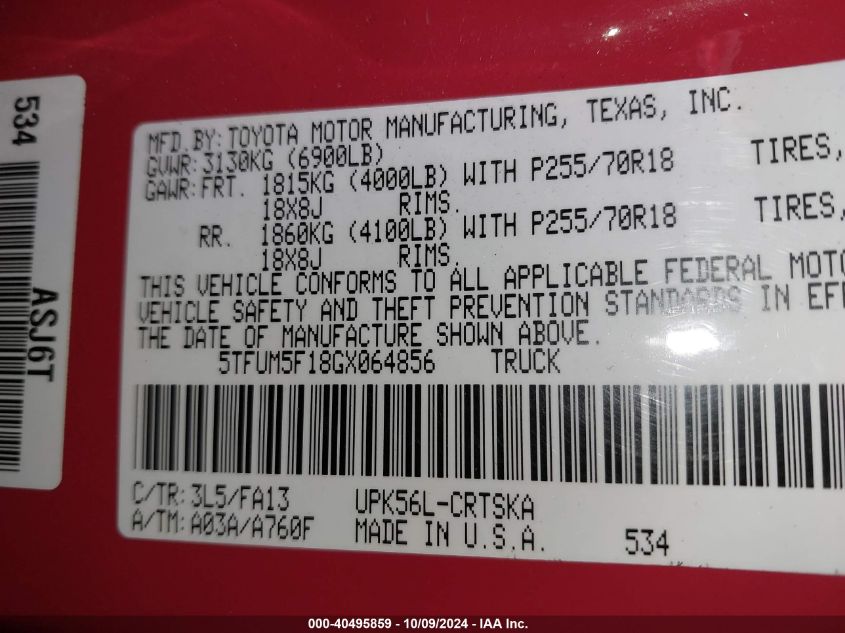 534
ASJ6T
MFD. BY: TOYOTA MOTOR MANUFACTURING, TEXAS, INC.
GVWR: 3130KG (6900LB)
GAWR: FRT. 1815KG (4000LB) WITH P255/70R18 TIRES,
18X8J RIMS.
RR. 1860KG (4100LB) WITH P255/70R18 TIRES,
18X8J RIMS.
THIS VEHICLE CONFORMS TO ALL APPLICABLE FEDERAL MOTO
VEHICLE SAFETY AND THEFT PREVENTION STANDARDS IN EFF
THE DATE OF MANUFACTURE SHOWN ABOVE.
5TFUM5F18GX064856 TRUCK
C/TR: 3L5/FA13 UPK56L-CRTSKA
A/TM: A03A/A760F MADE IN U.S.A. 534
000-40495859 - 10/09/2024 - IAA Inc.